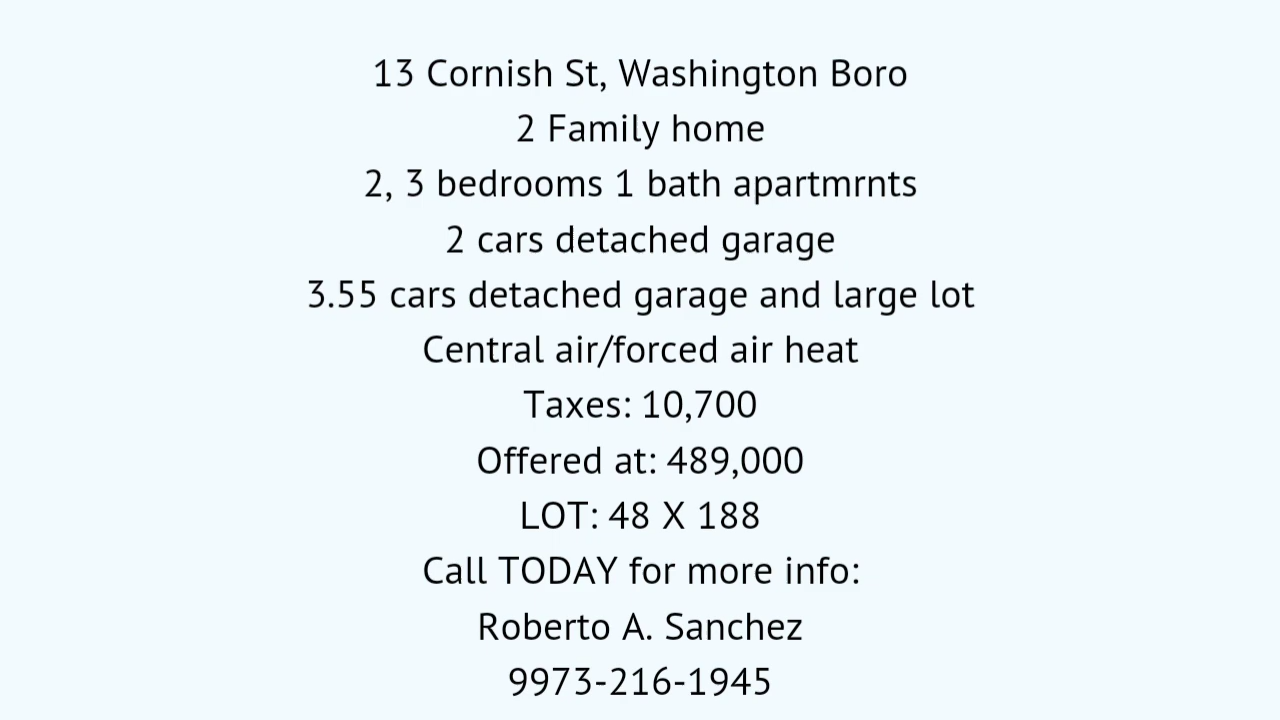 13 Cornish St, Washington Boro
2 Family home
2, 3 bedrooms 1 bath apartmrnts
2 cars detached garage
3.55 cars detached garage and large lot
Central air/forced air heat
Taxes: 10,700
Offered at: 489,000
LOT: 48 X 188
Call TODAY for more info:
Roberto A. Sanchez
9973-216-1945